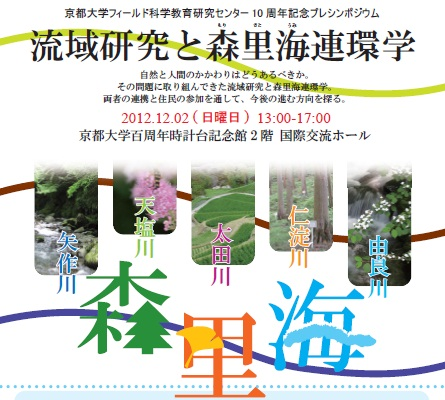 京都大学フィールド科学教育研究センター10周年記念プレシンポジウム
もり さと うみ
流域研究と森里海連環学
自然と人間のかかわりはどうあるべきか。
その問題に取り組んできた流域研究と森里海連環学。
両者の連携と住民の参加を通して、今後の進む方向を探る。
2012.12.02(日曜日) 13:00-17:00
京都大学百周年時計台記念館2階 国際交流ホール
矢作川
天塩川
太田川
仁淀川
由良川
森
里
海